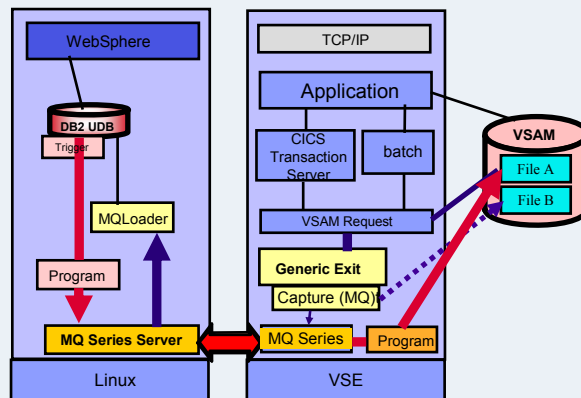 WebSphere
DB2 UDB
Trigger
MQLoader
Program
MQ Series Server
Linux
TCP/IP
Application
CICS
Transaction
Server
batch
VSAM Request
Generic Exit
Capture (MQ)
MQ Series
Program
VSE
VSAM
File A
File B